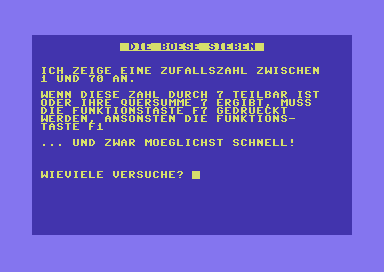 DIE BOESE SIEBEN
ICH ZEIGE EINE ZUFALLSZAHL ZWISCHEN
1 UND 70 AN.
WENN DIESE ZAHL DURCH 7 TEILBAR IST
ODER IHRE QUERSUMME 7 ERGIBT, MUSS
DIE FUNKTIONSTASTE F7 GEDRUECKT
WERDEN, ANSONSTEN DIE FUNKTIONS-
TASTE F1
... UND ZWAR MOEGLICHST SCHNELL!
WIEVIELE VERSUCHE?